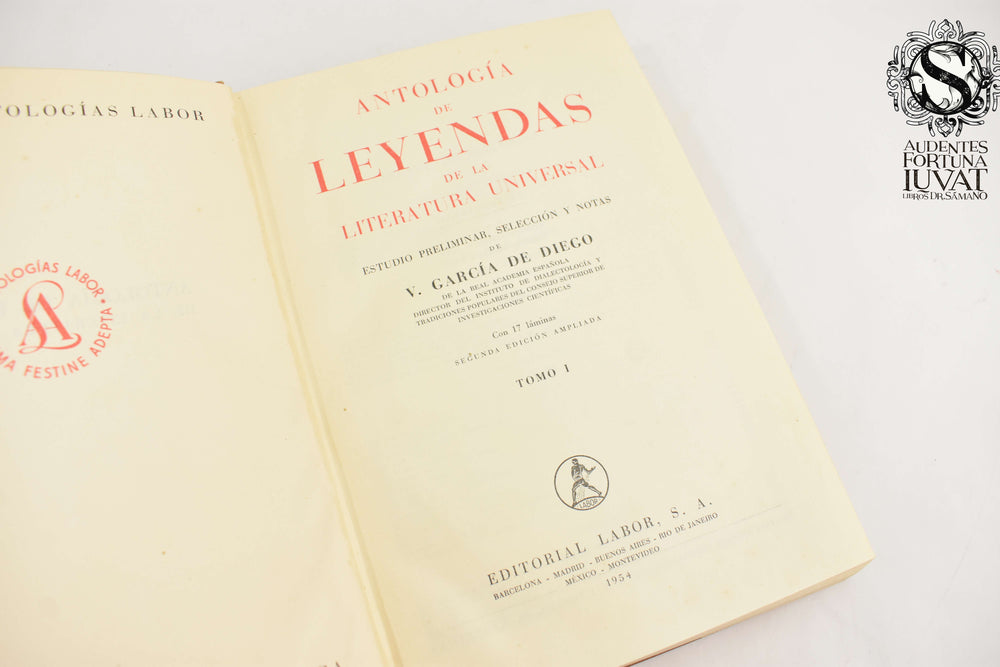 TOLOGÍAS LABOR
OLOGÍAS LABOR
MA FESTINE ADEPTA
ANTOLOGÍA
DE
LEYENDAS
DE LA
LITERATURA UNIVERSAL
ESTUDIO PRELIMINAR, SELECCIÓN Y NOTAS
DE
V. GARCÍA DE DIEGO
DE LA REAL ACADEMIA ESPAÑOLA
DIRECTOR DEL INSTITUTO DE DIALECTOLOGÍA Y
TRADICIONES POPULARES DEL CONSEJO SUPERIOR DE
INVESTIGACIONES CIENTÍFICAS
Con 17 láminas
SEGUNDA EDICIÓN AMPLIADA
TOMO I
LABOR
EDITORIAL LABOR, S. A.
BARCELONA - MADRID - BUENOS AIRES - RIO DE JANEIRO
MÉXICO - MONTEVIDEO
1954
S
AUDENTES
FORTUNA
IUVAT
LIBROS DR. SÁMANO